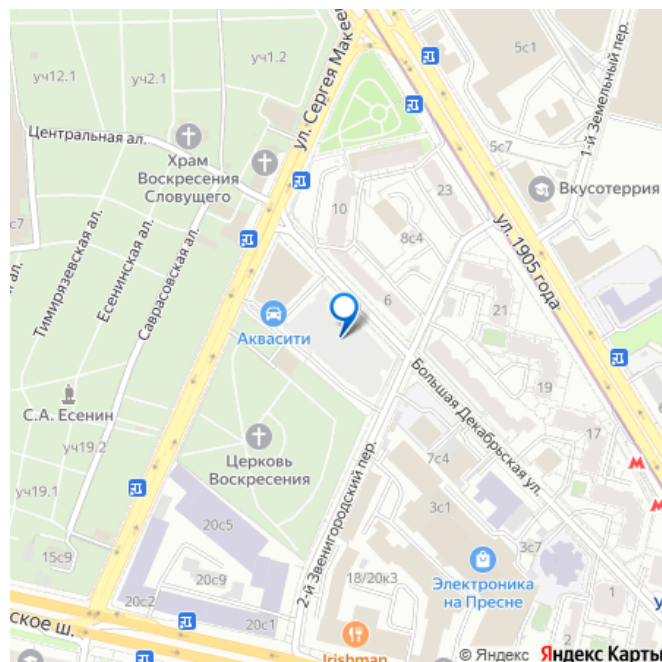 уч1.2
уч12.1
уч2.1
5с1
ул. Сергея Макее
1-й Земельный пер.
Центральная ал.
5с7
Храм
Воскресения
Словущего
Вкусотеррия
23
10
8с4
с7
ул. 1905 года
Тимирязевская ал.
Есенинская ал.
Саврасовская ал.
ал.
6
21
Аквасити
Большая Декабрьская ул.
19
С.А. Есенин
17
уч19.2
Церковь
Воскресения
7с4
М
уч19.1
2-й Звенигородский пер.
3с1
М
20с5
15с9
3с7
20с9
18/20к3
Электроника
на Пресне
20с2
У
ское ш.
20с1
2
1
Irishman
© Яндекс Яндекс Карты